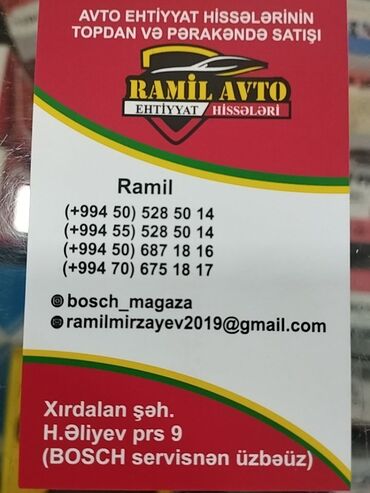 AVTO EHTİYYAT HİSSƏLƏRİNİN
TOPDAN VƏ PƏRAKƏNDƏ SATIŞI
RAMİL AVTO
EHTİYYAT HİSSƏLƏRİ
Ramil
(+994 50) 528 50 14
(+994 55) 528 50 14
(+994 50) 687 18 16
(+994 70) 675 18 17
bosch_magaza
ramilmirzayev2019@gmail.com
Xırdalan şəh.
H.Əliyev prs 9
(BOSCH servisnən üzbəüz)